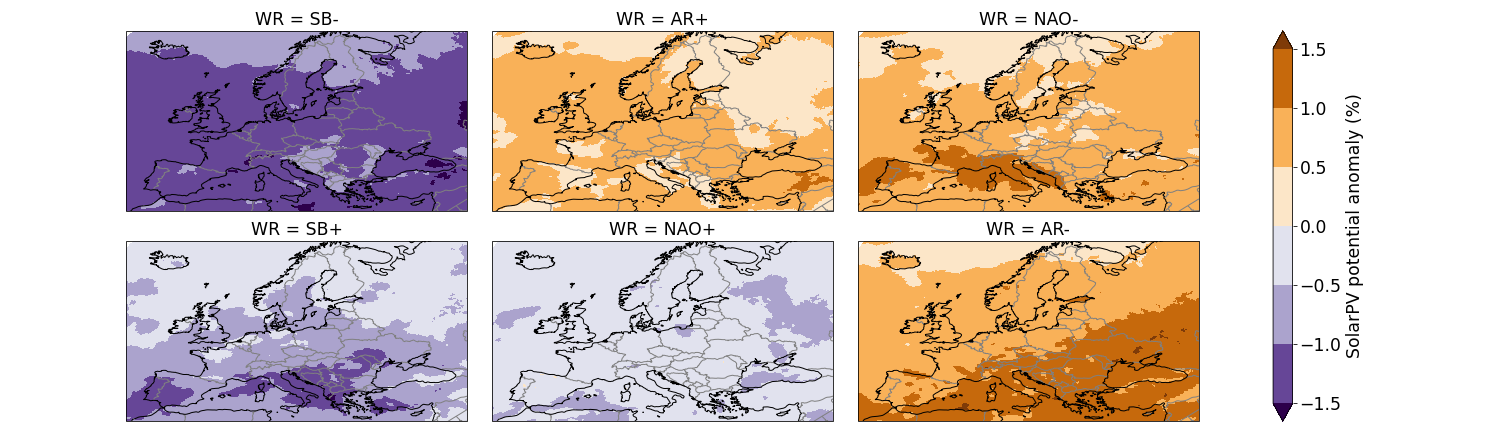 WR = SB-
WR = AR+
WR = NAO-
WR = SB+
WR = NAO+
WR = AR-
1.5
1.0
0.5
0.0
−0.5
−1.0
−1.5
SolarPV potential anomaly (%)